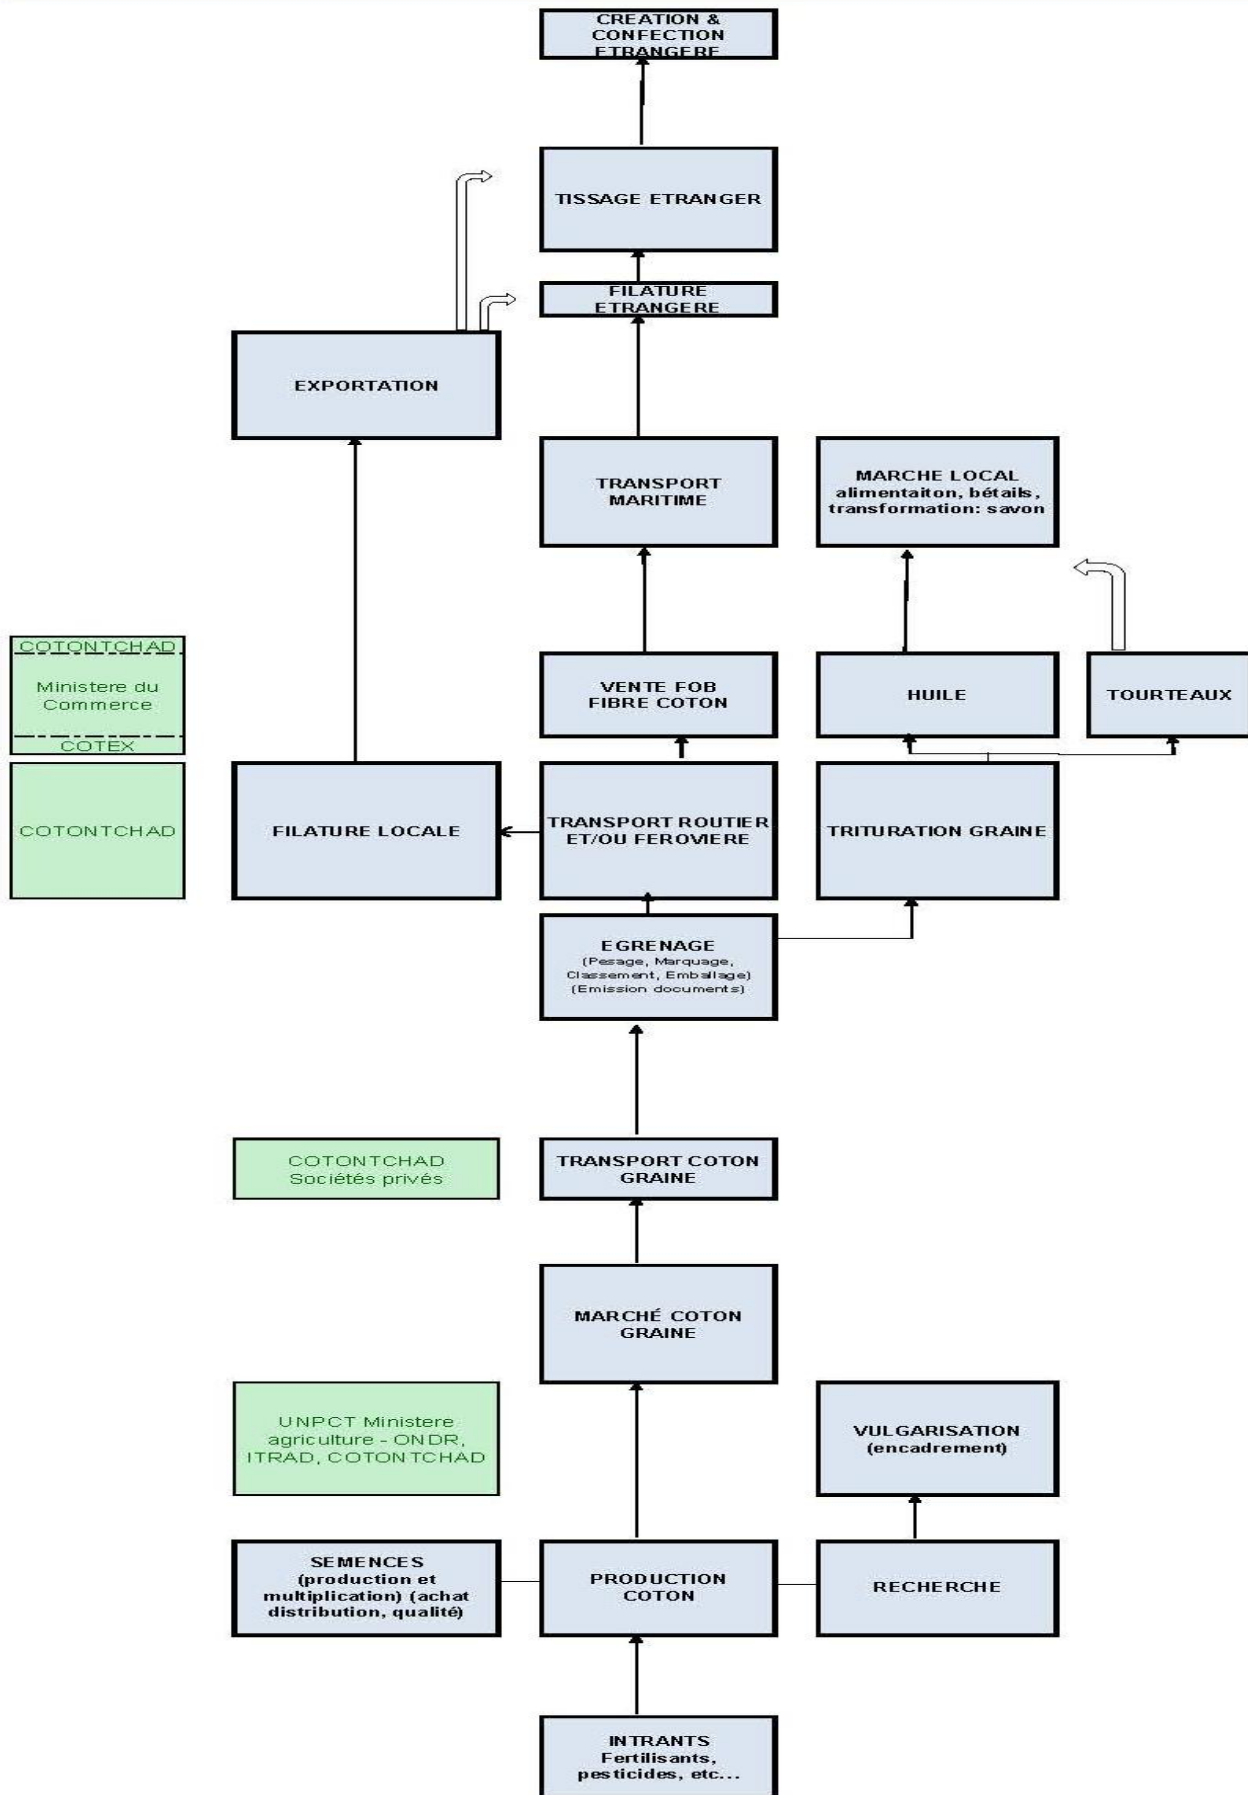 CREATION &
CONFECTION
ETRANGERE
TISSAGE ETRANGER
FILATURE
ETRANGERE
EXPORTATION
TRANSPORT
MARITIME
MARCHE LOCAL
alimentaiton, bétails,
transformation: savon
COTONTCHAD
Ministere du
Commerce
COTEX
VENTE FOB
FIBRE COTON
HUILE
TOURTEAUX
COTONTCHAD
FILATURE LOCALE
TRANSPORT ROUTIER
ET/OU FEROVIERE
TRITURATION GRAINE
EGRENAGE
(Pesage, Marquage,
Classement, Emballage)
(Emission documents)
COTONTCHAD
Sociétés privés
TRANSPORT COTON
GRAINE
MARCHÉ COTON
GRAINE
UNPCT Ministere
agriculture - ONDR,
ITRAD, COTONTCHAD
VULGARISATION
(encadrement)
SEMENCES
(production et
multiplication) (achat
distribution, qualité)
PRODUCTION
COTON
RECHERCHE
INTRANTS
Fertilisants,
pesticides, etc...